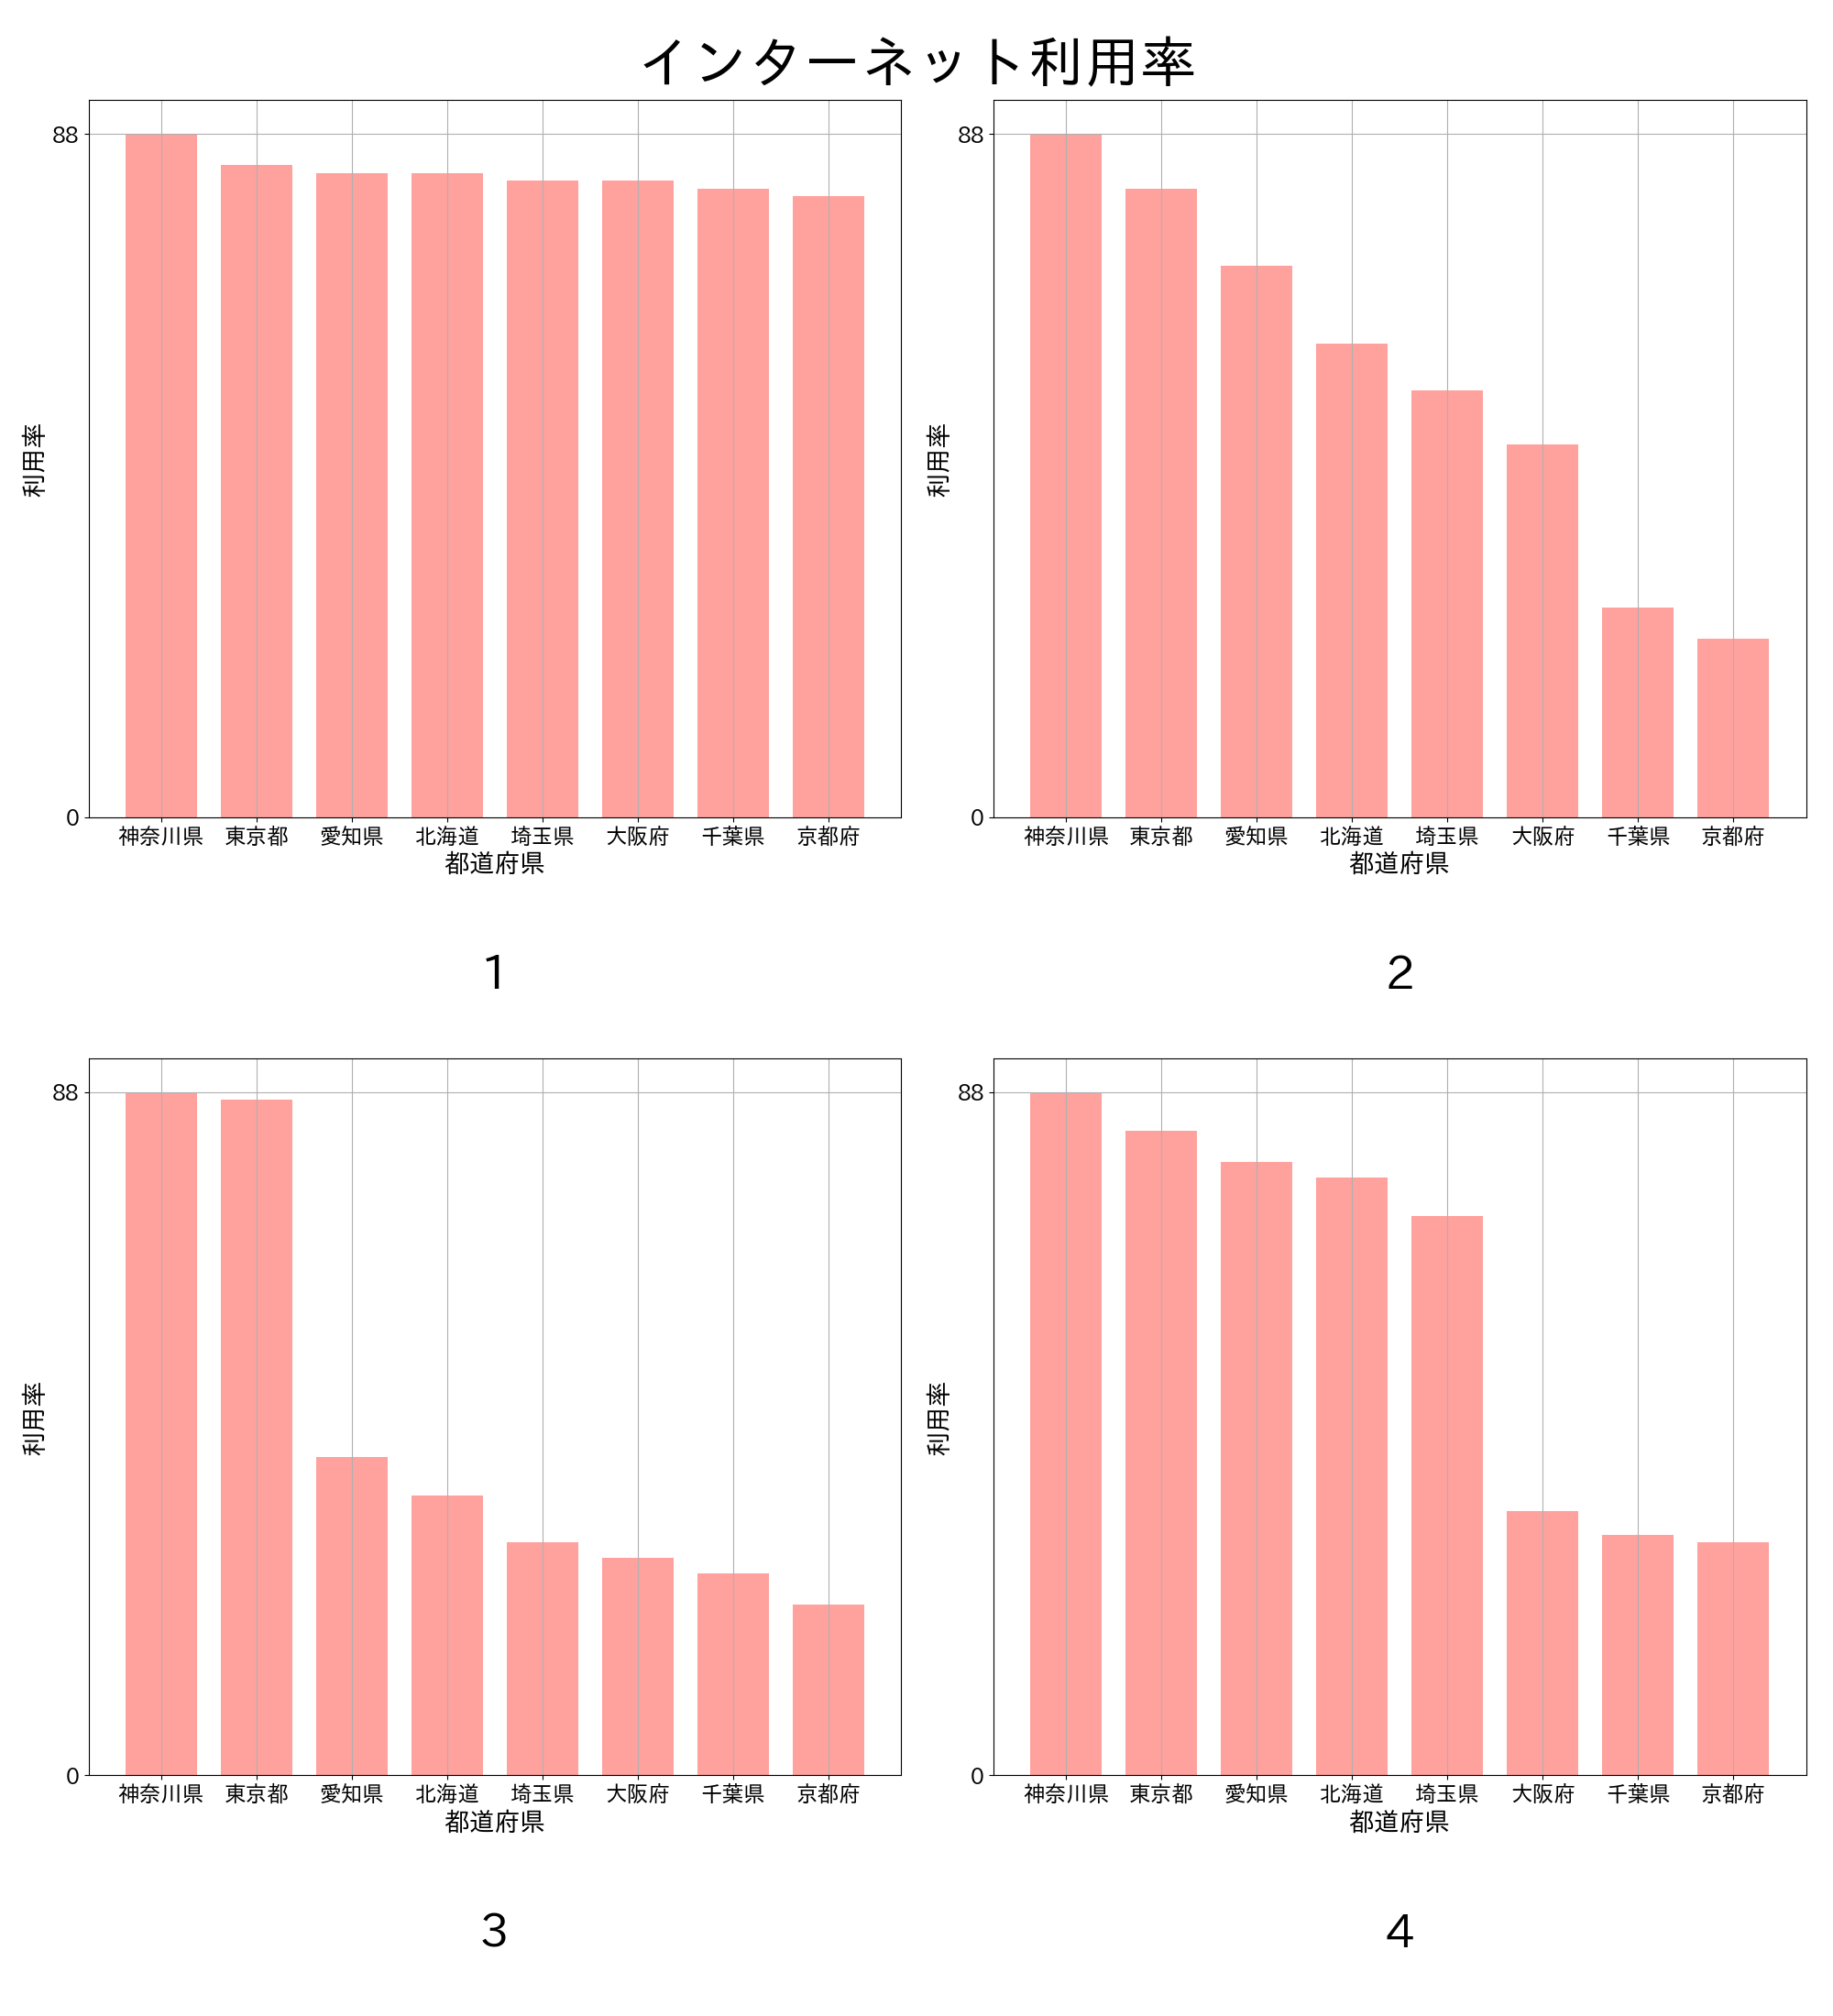 インターネット利用率
88
0
利用率
神奈川県 東京都 愛知県 北海道 埼玉県 大阪府 千葉県 京都府
都道府県
1
88
0
利用率
神奈川県 東京都 愛知県 北海道 埼玉県 大阪府 千葉県 京都府
都道府県
2
88
0
利用率
神奈川県 東京都 愛知県 北海道 埼玉県 大阪府 千葉県 京都府
都道府県
3
88
0
利用率
神奈川県 東京都 愛知県 北海道 埼玉県 大阪府 千葉県 京都府
都道府県
4